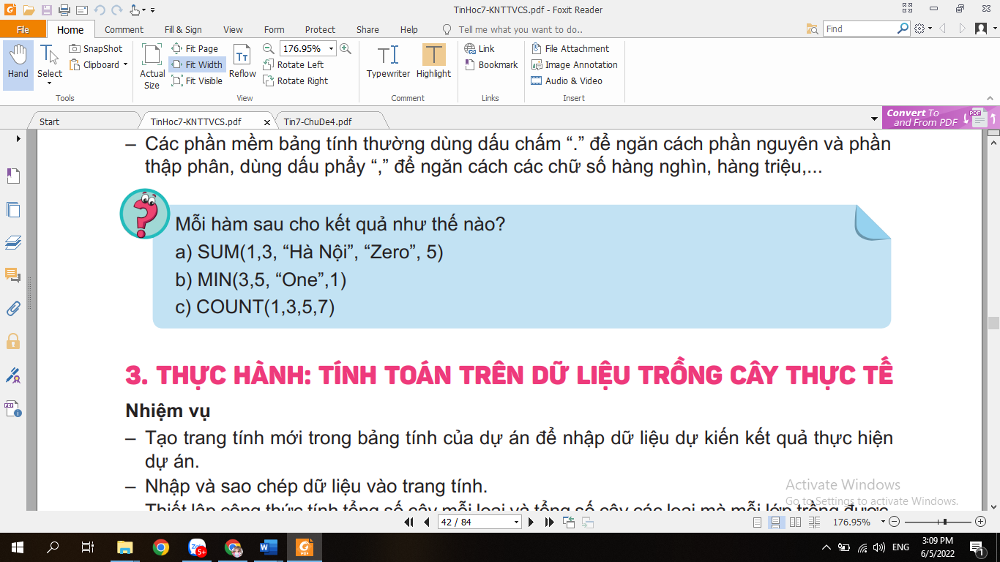 TinHoc7-KNTTVCS.pdf - Foxit Reader
File Home Comment Fill & Sign View Form Protect Share Help Tell me what you want to do.. Find
Hand
Select
SnapShot
Clipboard
Tools
Actual Size
Fit Page
Fit Width
Fit Visible
Reflow
176.95%
Rotate Left
Rotate Right
View
Typewriter
Highlight
Comment
Link
Bookmark
Links
File Attachment
Image Annotation
Audio & Video
Insert
Start TinHoc7-KNTTVCS.pdf Tin7-ChuDe4.pdf
Convert To
and From PDF
PDF
– Các phần mềm bảng tính thường dùng dấu chấm “.” để ngăn cách phần nguyên và phần
thập phân, dùng dấu phẩy “,” để ngăn cách các chữ số hàng nghìn, hàng triệu,...
Mỗi hàm sau cho kết quả như thế nào?
a) SUM(1,3, “Hà Nội”, “Zero”, 5)
b) MIN(3,5, “One”,1)
c) COUNT(1,3,5,7)
3. THỰC HÀNH: TÍNH TOÁN TRÊN DỮ LIỆU TRỒNG CÂY THỰC TẾ
Nhiệm vụ
– Tạo trang tính mới trong bảng tính của dự án để nhập dữ liệu dự kiến kết quả thực hiện
dự án.
– Nhập và sao chép dữ liệu vào trang tính.
Thiết lập công thức tính tổng số cây mỗi loại và tổng số cây các loại mà mỗi lớp trồng được
Activate Windows
Go to Settings to activate Windows.
42 / 84
176.95%
Zalo
5+
PDF
ENG
3:09 PM
6/5/2022
1